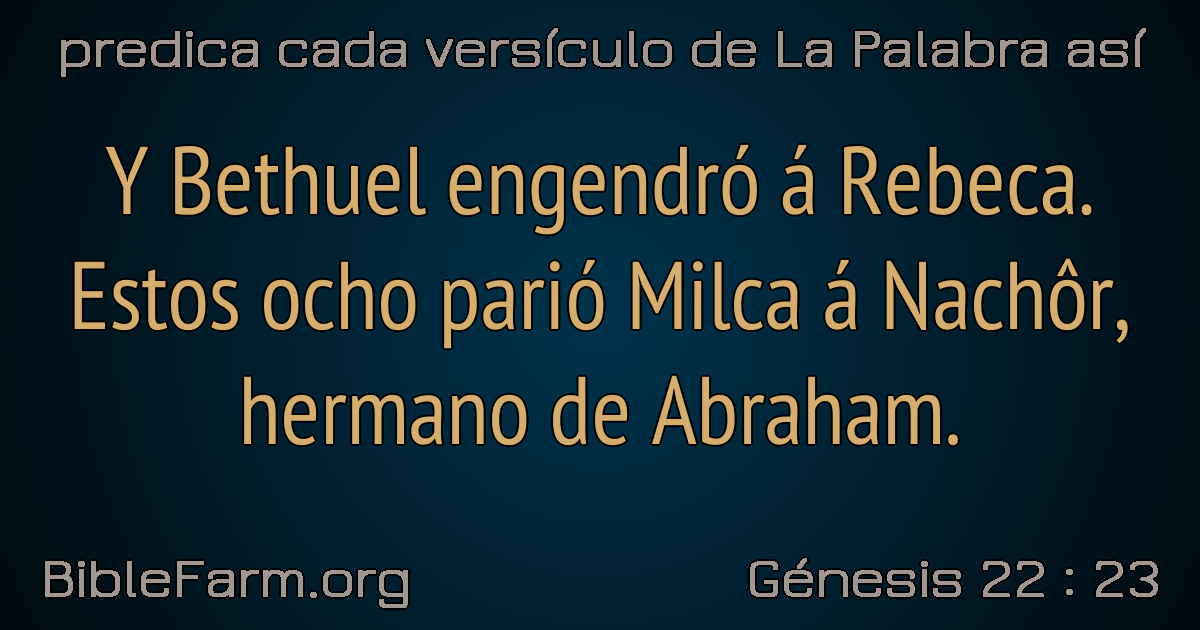 predica cada versículo de La Palabra así
Y Bethuel engendró á Rebeca.
Estos ocho parió Milca á Nachôr,
hermano de Abraham.
BibleFarm.org
Génesis 22 : 23